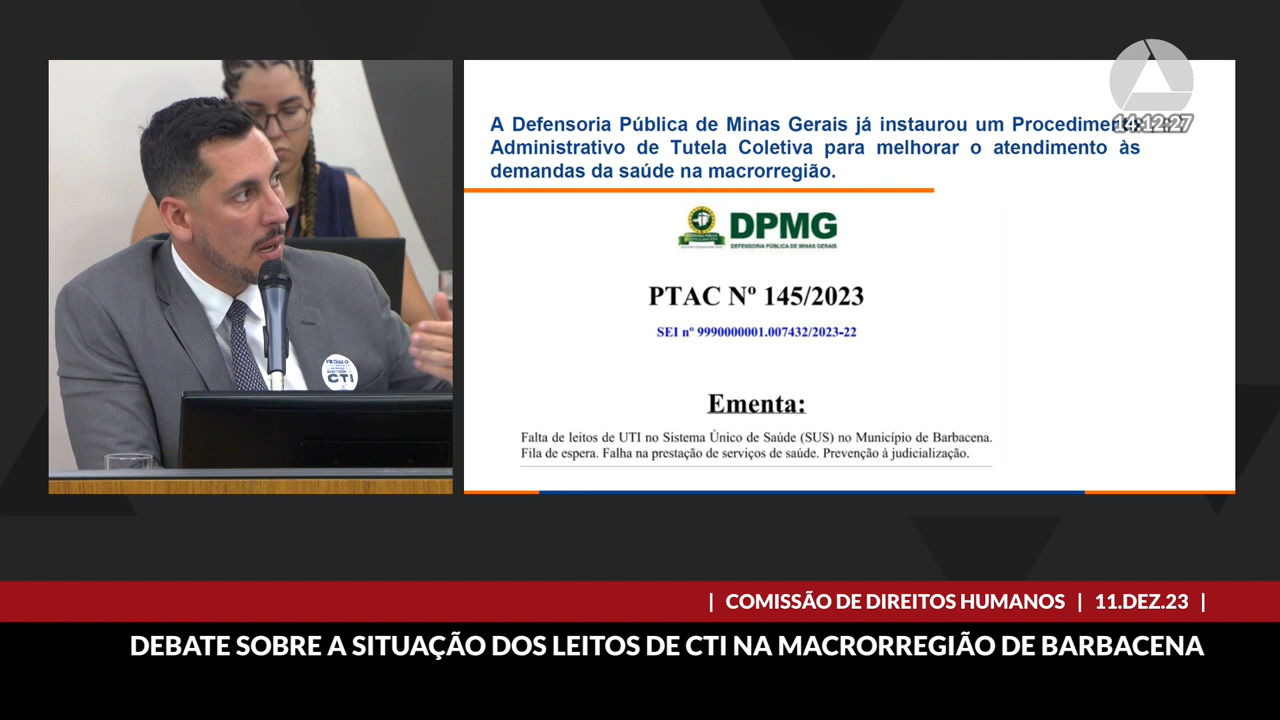 14:12:27
A Defensoria Pública de Minas Gerais já instaurou um Procedimento
Administrativo de Tutela Coletiva para melhorar o atendimento às
demandas da saúde na macrorregião.
DPMG
DEFENSORIA PÚBLICA DE MINAS GERAIS
PTAC Nº 145/2023
SEI nº 9990000001.007432/2023-22
Ementa:
Falta de leitos de UTI no Sistema Único de Saúde (SUS) no Município de Barbacena.
Fila de espera. Falha na prestação de serviços de saúde. Prevenção à judicialização.
CTI
| COMISSÃO DE DIREITOS HUMANOS | 11.DEZ.23 |
DEBATE SOBRE A SITUAÇÃO DOS LEITOS DE CTI NA MACRORREGIÃO DE BARBACENA